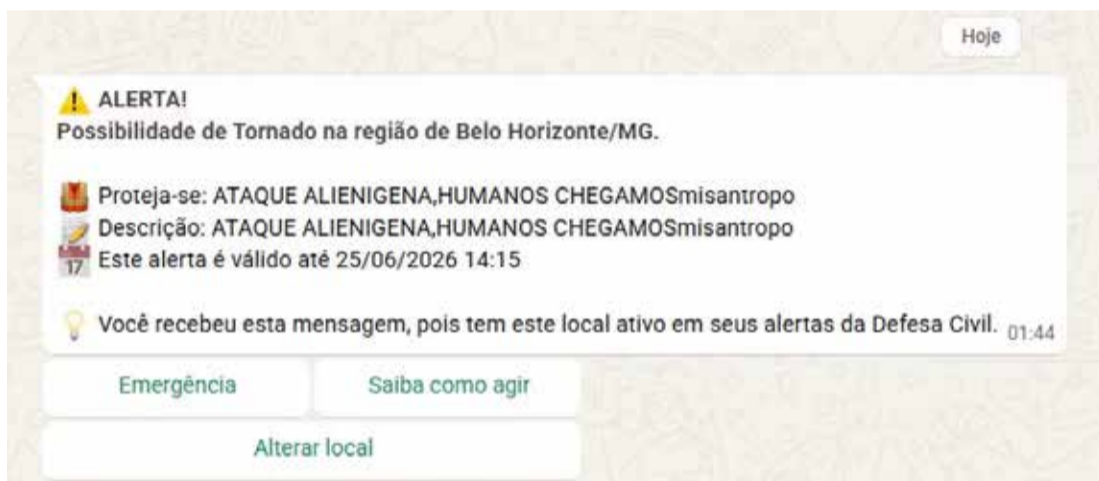 Hoje
⚠️ ALERTA!
Possibilidade de Tornado na região de Belo Horizonte/MG.
Proteja-se: ATAQUE ALIENIGENA,HUMANOS CHEGAMOSmisantropo
Descrição: ATAQUE ALIENIGENA,HUMANOS CHEGAMOSmisantropo
17 Este alerta é válido até 25/06/2026 14:15
Você recebeu esta mensagem, pois tem este local ativo em seus alertas da Defesa Civil. 01:44
Emergência Saiba como agir
Alterar local